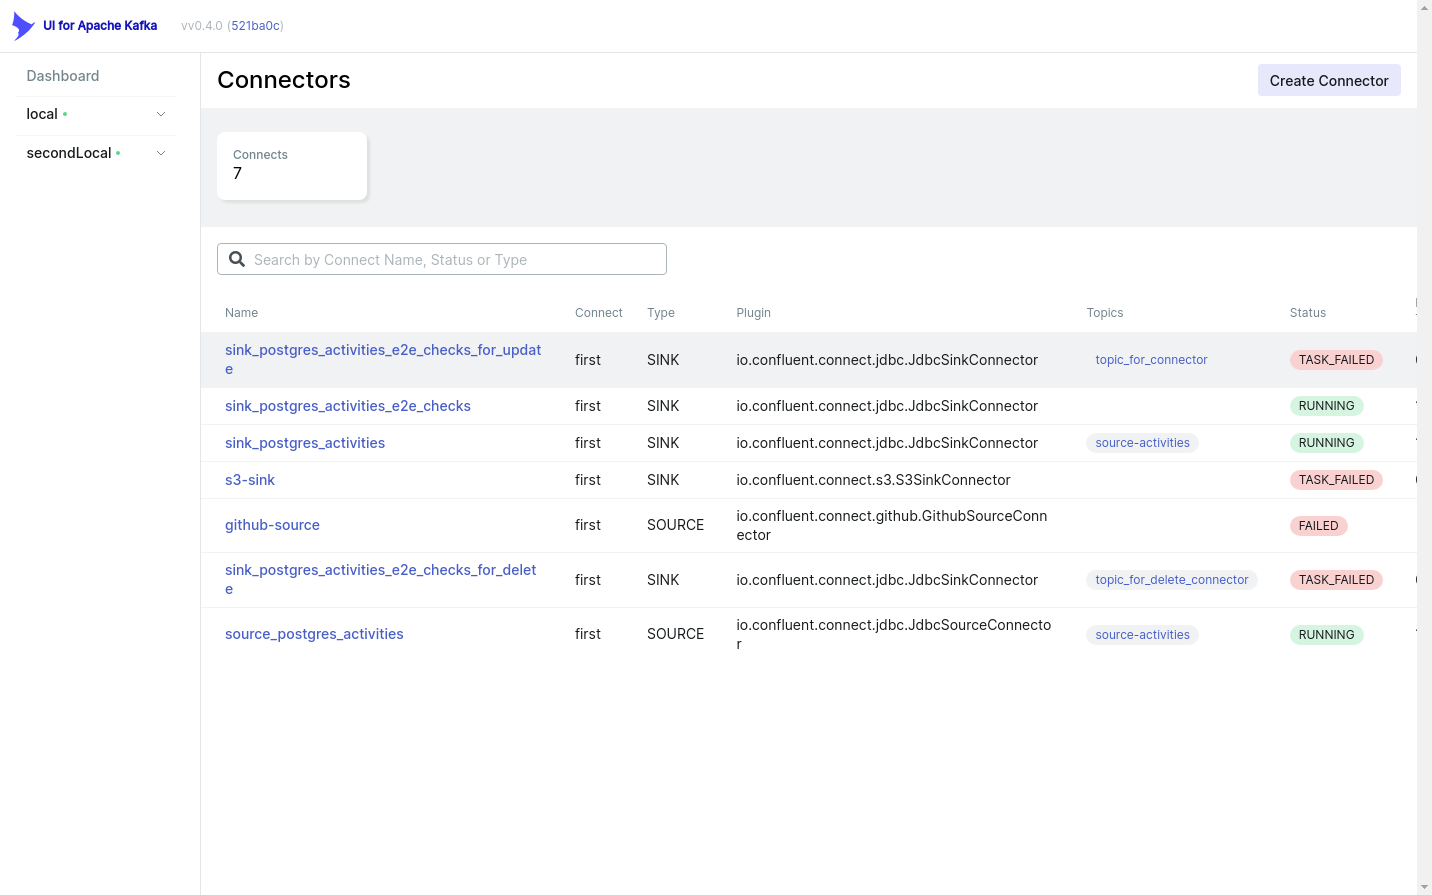 UI for Apache Kafka vv0.4.0 (521ba0c)
Dashboard
local
secondLocal
Connectors
Create Connector
Connects
7
Search by Connect Name, Status or Type
Name Connect Type Plugin Topics Status
sink_postgres_activities_e2e_checks_for_updat
e
first SINK io.confluent.connect.jdbc.JdbcSinkConnector topic_for_connector TASK_FAILED
sink_postgres_activities_e2e_checks first SINK io.confluent.connect.jdbc.JdbcSinkConnector RUNNING
sink_postgres_activities first SINK io.confluent.connect.jdbc.JdbcSinkConnector source-activities RUNNING
s3-sink first SINK io.confluent.connect.s3.S3SinkConnector TASK_FAILED
github-source first SOURCE io.confluent.connect.github.GithubSourceConn
ector
FAILED
sink_postgres_activities_e2e_checks_for_delet
e
first SINK io.confluent.connect.jdbc.JdbcSinkConnector topic_for_delete_connector TASK_FAILED
source_postgres_activities first SOURCE io.confluent.connect.jdbc.JdbcSourceConnecto
r
source-activities RUNNING